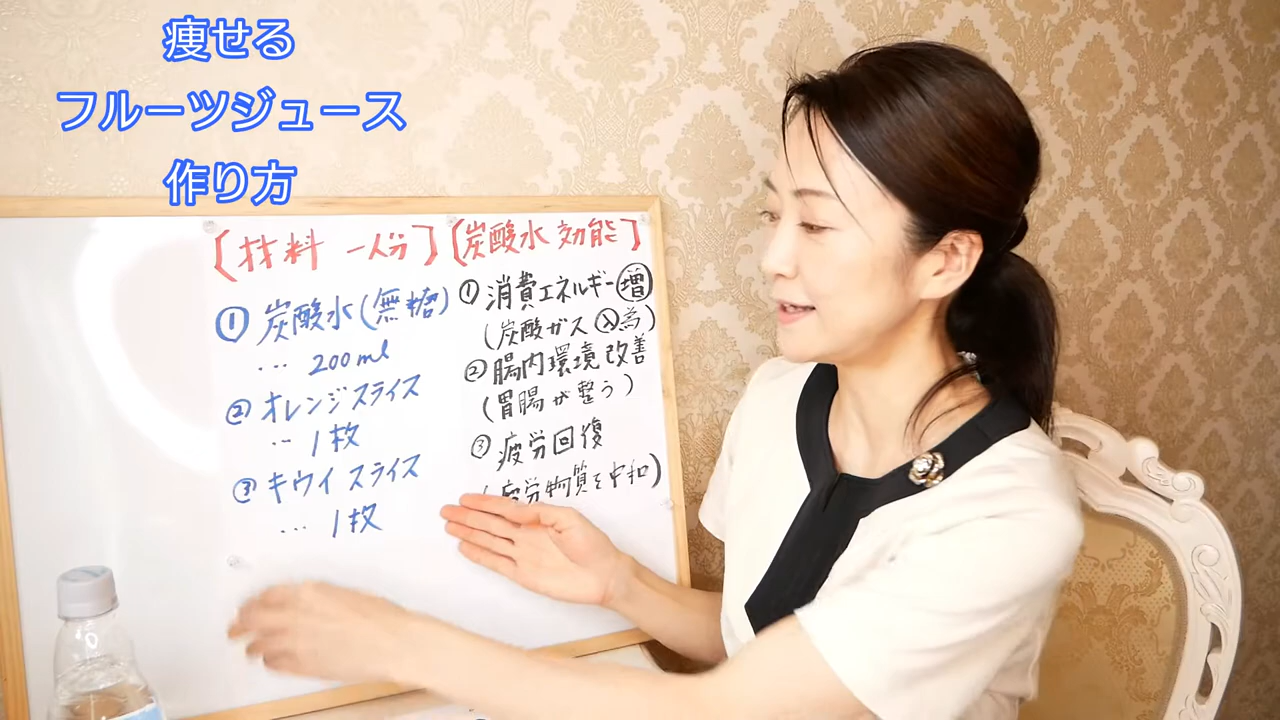 痩せる
フルーツジュース
作り方
[材料 一人分]
① 炭酸水(無糖)
… 200ml
② オレンジスライス
… 1枚
③ キウイスライス
… 1枚
[炭酸水 効能]
① 消費エネルギー増
(炭酸ガス入為)
② 腸内環境改善
(胃腸が整う)
③ 疲労回復
(疲労物質を中和)